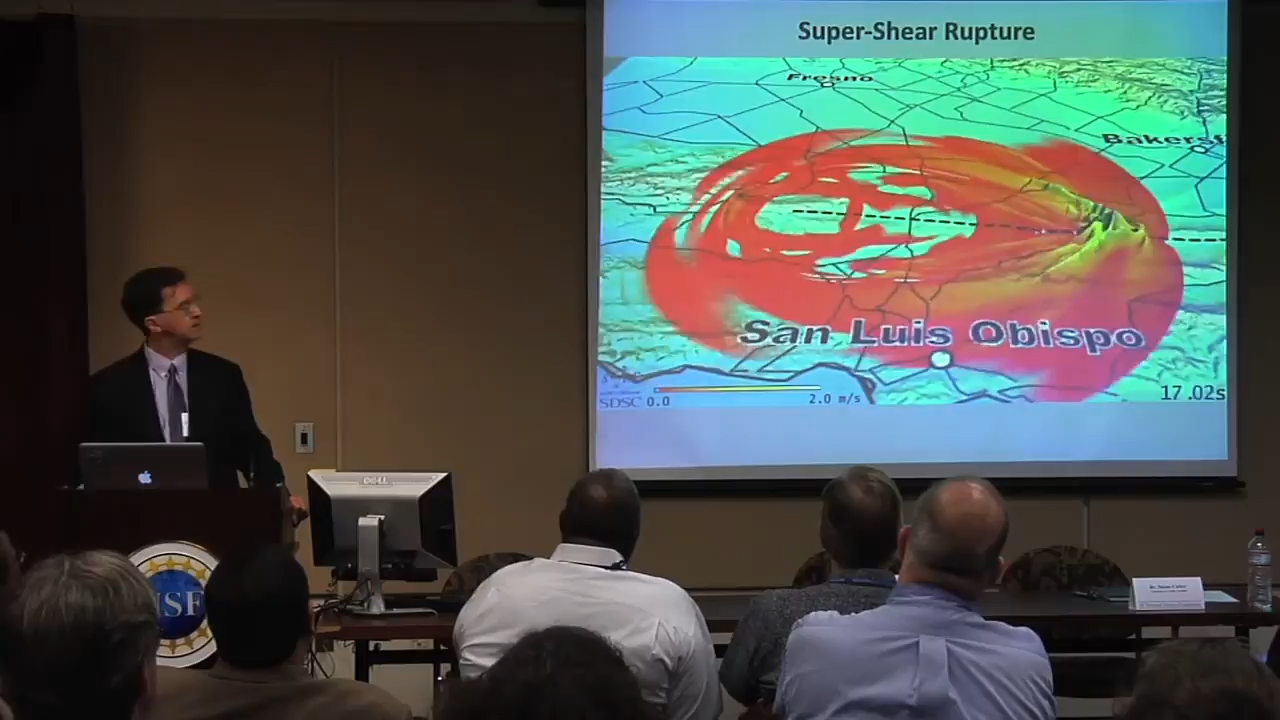 Super-Shear Rupture
Fresno
Bakersf
San Luis Obispo
SDSC 0.0
2.0 m/s
17.02s
DELL
NSF